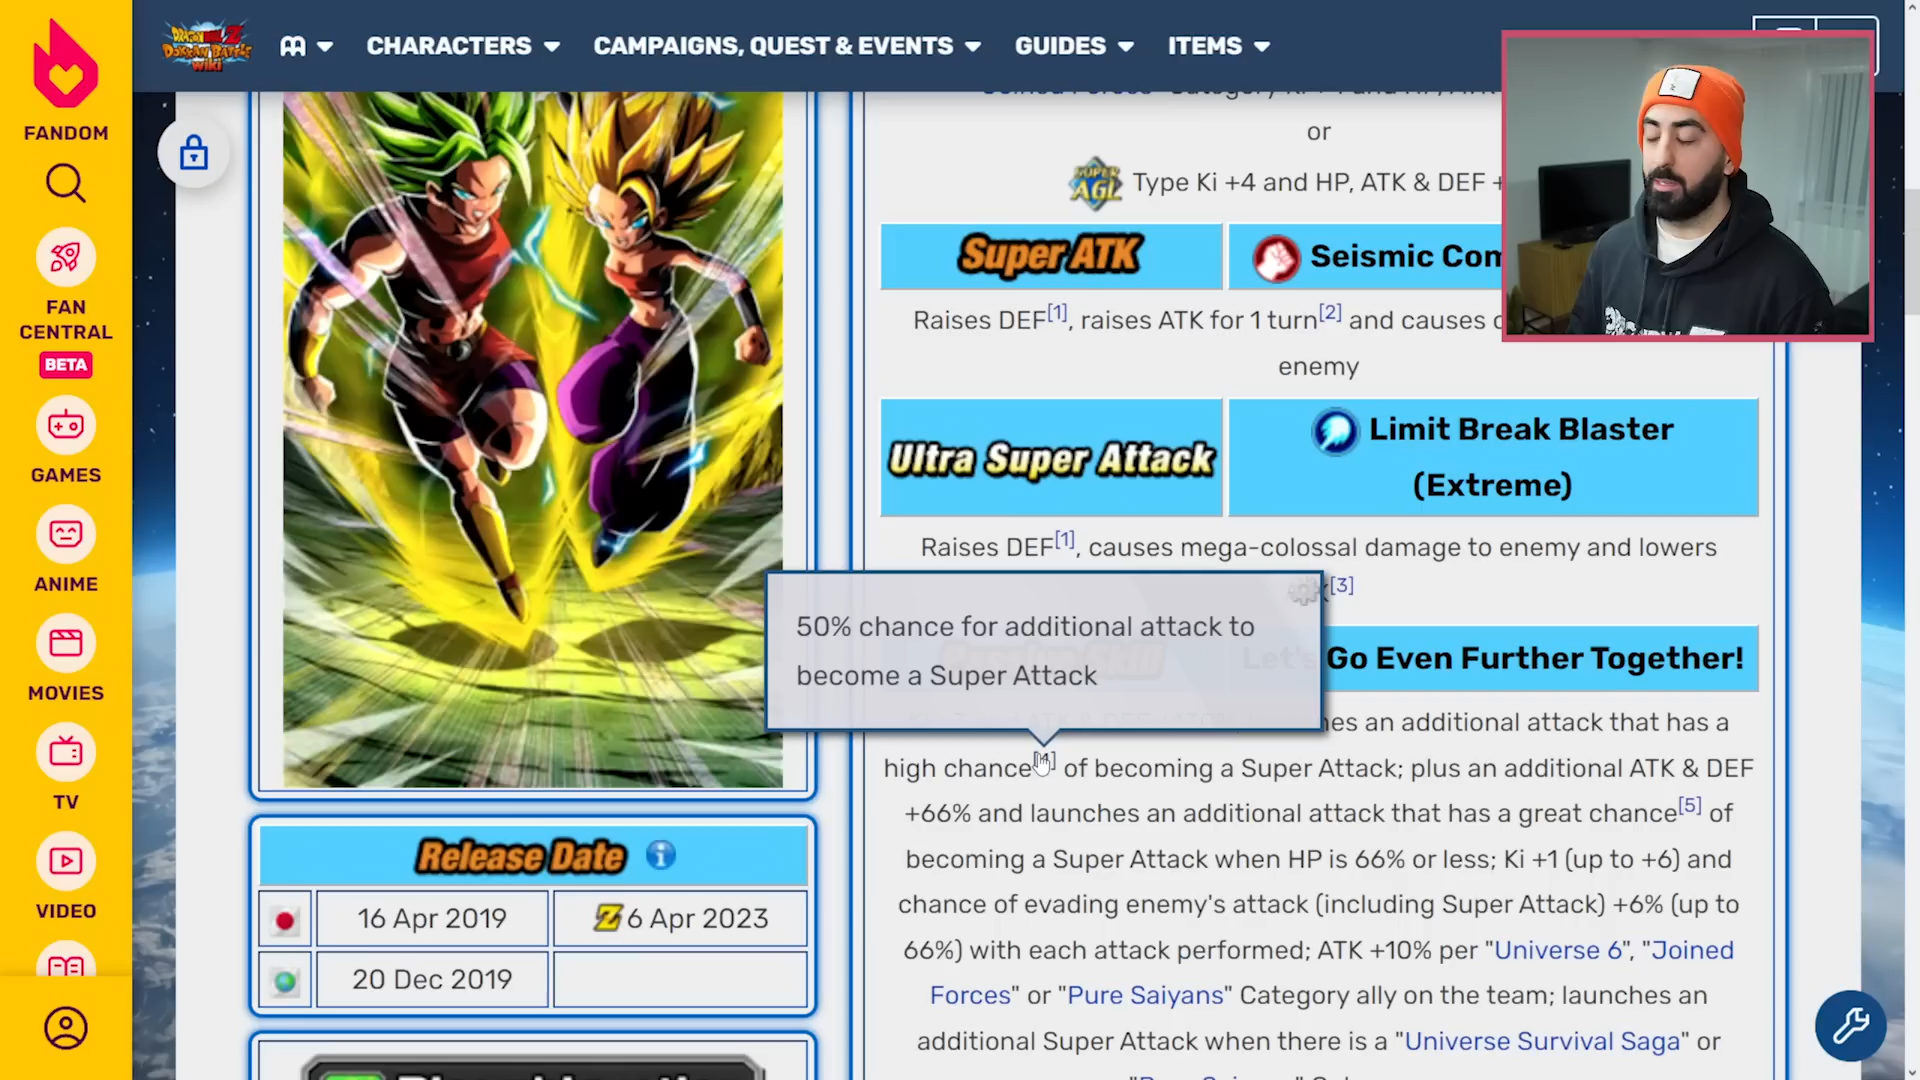 FANDOM
FAN
CENTRAL
BETA
GAMES
ANIME
MOVIES
TV
VIDEO
DRAGON BALL Z
DOKKAN BATTLE
wiki
CHARACTERS
CAMPAIGNS, QUEST & EVENTS
GUIDES
ITEMS
or
SUPER AGL Type Ki +4 and HP, ATK & DEF +
Super ATK
Seismic Com
Raises DEF[1], raises ATK for 1 turn[2] and causes
enemy
Ultra Super Attack
Limit Break Blaster
(Extreme)
Raises DEF[1], causes mega-colossal damage to enemy and lowers
[3]
50% chance for additional attack to
become a Super Attack
Let's Go Even Further Together!
an additional attack that has a
high chance[4] of becoming a Super Attack; plus an additional ATK & DEF
+66% and launches an additional attack that has a great chance[5] of
becoming a Super Attack when HP is 66% or less; Ki +1 (up to +6) and
chance of evading enemy's attack (including Super Attack) +6% (up to
66%) with each attack performed; ATK +10% per "Universe 6", "Joined
Forces" or "Pure Saiyans" Category ally on the team; launches an
additional Super Attack when there is a "Universe Survival Saga" or
Release Date
16 Apr 2019
Z 6 Apr 2023
20 Dec 2019